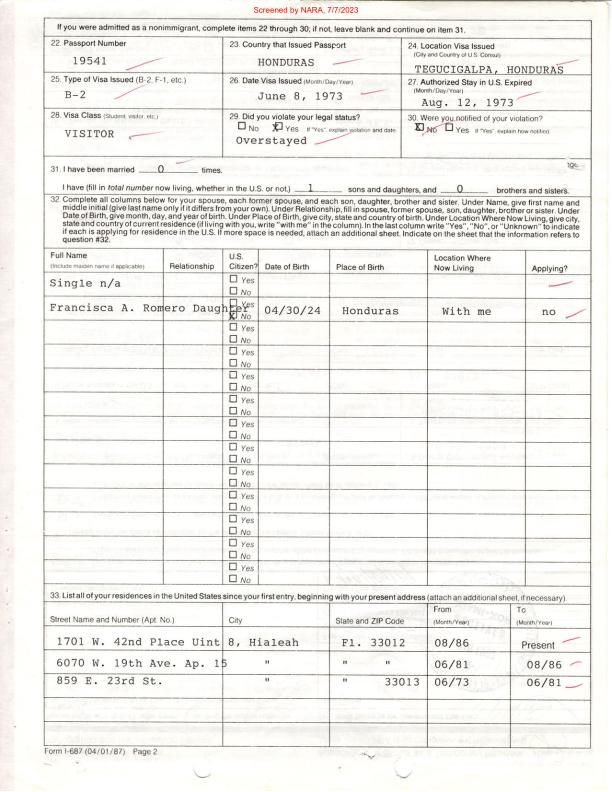 Screened by NARA, 7/7/2023
If you were admitted as a nonimmigrant, complete items 22 through 30; if not, leave blank and continue on item 31.
22. Passport Number
19541
23. Country that Issued Passport
HONDURAS
24. Location Visa Issued
(City and Country of U.S. Consul)
TEGUCIGALPA, HONDURAS
25. Type of Visa Issued (B-2, F-1, etc.)
B-2
26. Date Visa Issued (Month/Day/Year)
June 8, 1973
27. Authorized Stay in U.S. Expired
(Month/Day/Year)
Aug. 12, 1973
28. Visa Class (Student, visitor, etc.)
VISITOR
29. Did you violate your legal status?
☐ No ☒ Yes If "Yes", explain violation and date
Overstayed
30. Were you notified of your violation?
☒ No ☐ Yes If "Yes", explain how notified
31. I have been married 0 times.
I have (fill in total number now living, whether in the U.S. or not.) 1 sons and daughters, and 0 brothers and sisters.
32. Complete all columns below for your spouse, each former spouse, and each son, daughter, brother and sister. Under Name, give first name and
middle initial (give last name only if it differs from your own). Under Relationship, fill in spouse, former spouse, son, daughter, brother or sister. Under
Date of Birth, give month, day, and year of birth. Under Place of Birth, give city, state and country of birth. Under Location Where Now Living, give city,
state and country of current residence (if living with you, write "with me" in the column). In the last column write "Yes", "No", or "Unknown" to indicate
if each is applying for residence in the U.S. If more space is needed, attach an additional sheet. Indicate on the sheet that the information refers to
question #32.
Full Name
(Include maiden name if applicable)
Relationship
U.S.
Citizen?
Date of Birth
Place of Birth
Location Where
Now Living
Applying?
Single n/a
☐ Yes
☐ No
Francisca A. Romero Daughter ☐ Yes
☒ No 04/30/24 Honduras With me no
☐ Yes
☐ No
☐ Yes
☐ No
☐ Yes
☐ No
☐ Yes
☐ No
☐ Yes
☐ No
☐ Yes
☐ No
☐ Yes
☐ No
☐ Yes
☐ No
☐ Yes
☐ No
☐ Yes
☐ No
☐ Yes
☐ No
33. List all of your residences in the United States since your first entry, beginning with your present address (attach an additional sheet, if necessary).
Street Name and Number (Apt. No.)
City
State and ZIP Code
From
(Month/Year)
To
(Month/Year)
1701 W. 42nd Place Uint 8, Hialeah Fl. 33012 08/86 Present
6070 W. 19th Ave. Ap. 15 " " " 06/81 08/86
859 E. 23rd St. " " 33013 06/73 06/81
Form I-687 (04/01/87) Page 2